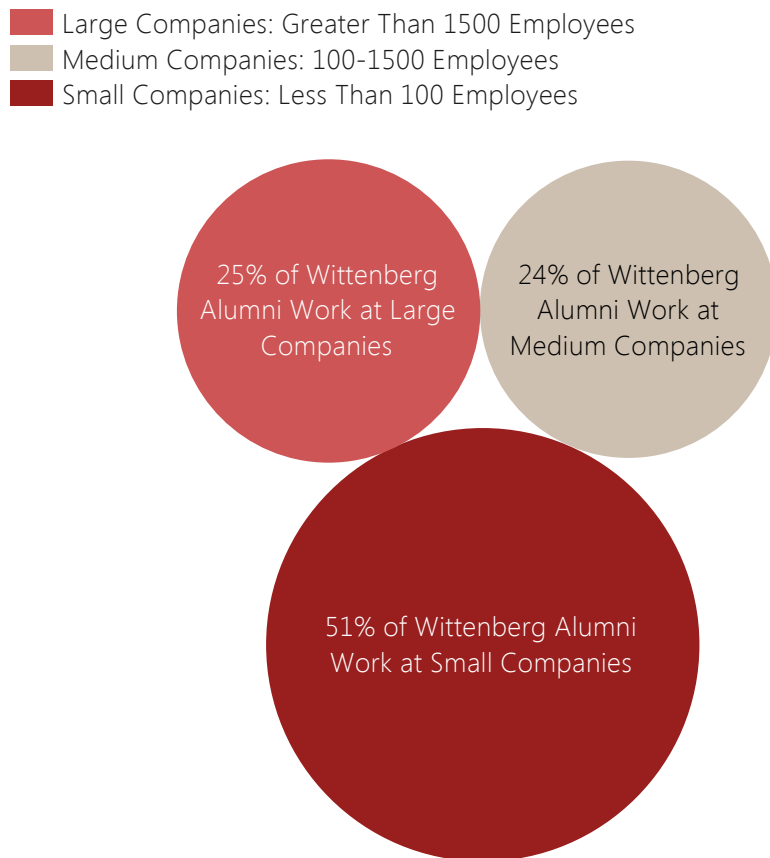 Large Companies: Greater Than 1500 Employees
Medium Companies: 100-1500 Employees
Small Companies: Less Than 100 Employees
25% of Wittenberg
Alumni Work at Large
Companies
24% of Wittenberg
Alumni Work at
Medium Companies
51% of Wittenberg Alumni
Work at Small Companies